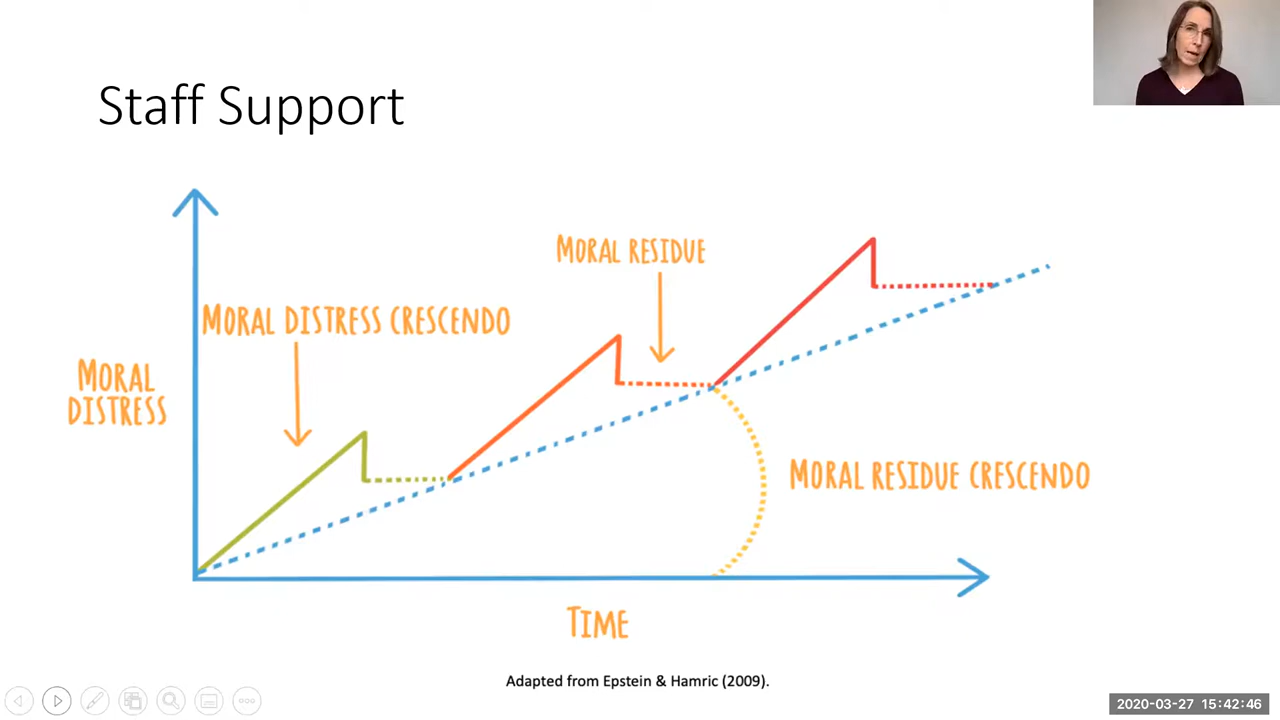 Staff Support
MORAL RESIDUE
MORAL DISTRESS CRESCENDO
MORAL
DISTRESS
MORAL RESIDUE CRESCENDO
TIME
Adapted from Epstein & Hamric (2009).
2020-03-27 15:42:46